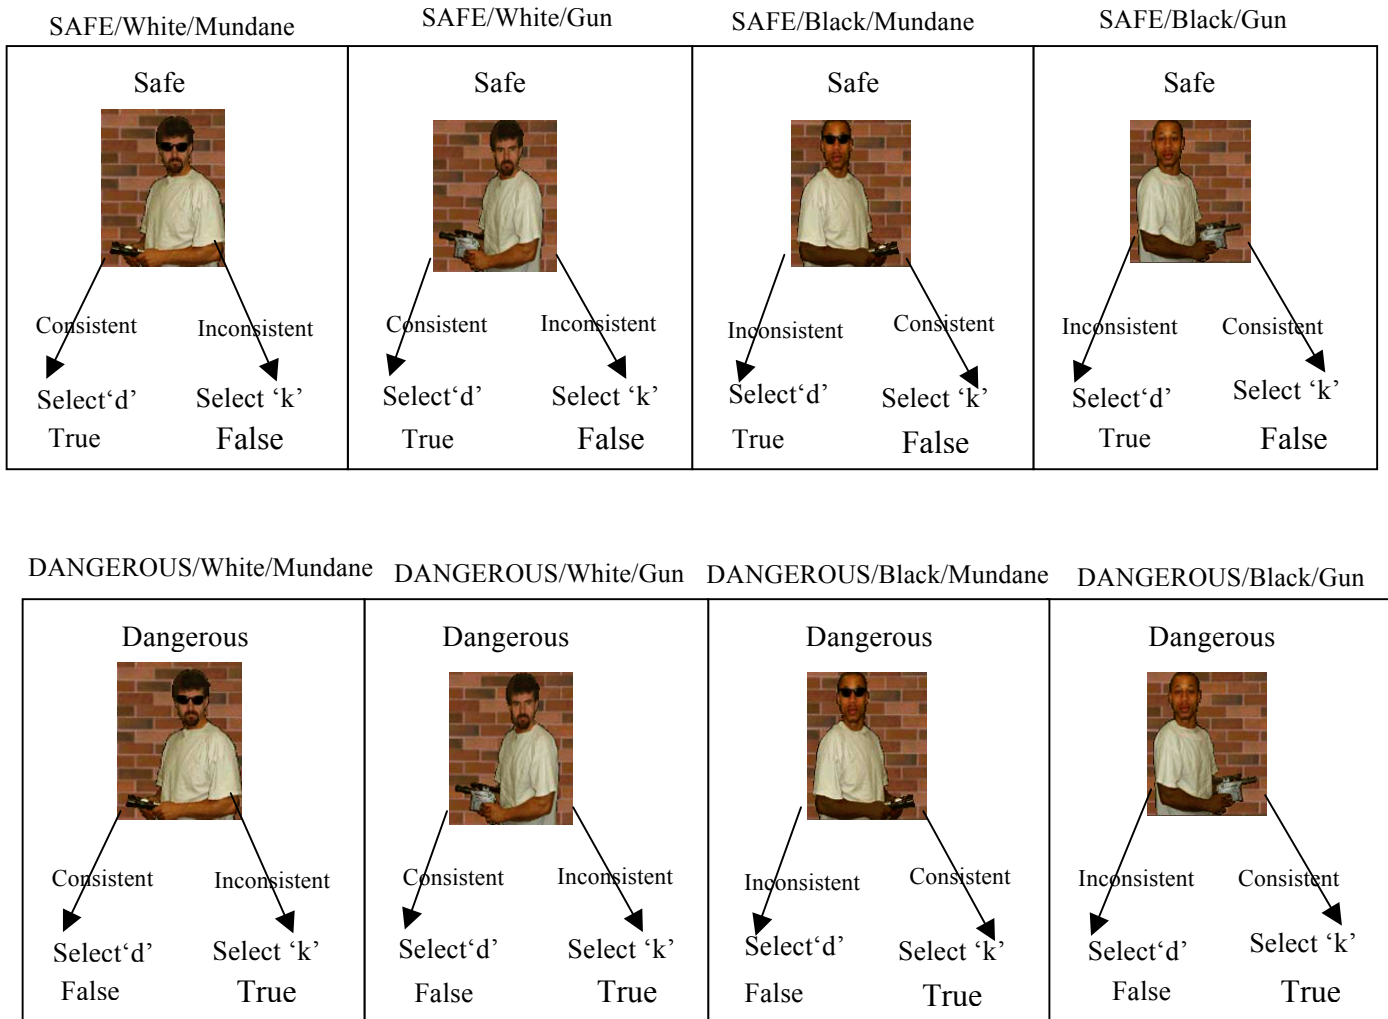 SAFE/White/Mundane
SAFE/White/Gun
SAFE/Black/Mundane
SAFE/Black/Gun
Safe
Safe
Safe
Safe
Consistent
Inconsistent
Consistent
Inconsistent
Inconsistent
Consistent
Inconsistent
Consistent
Select‘d’
Select ‘k’
Select‘d’
Select ‘k’
Select‘d’
Select ‘k’
Select‘d’
Select ‘k’
True
False
True
False
True
False
True
False
DANGEROUS/White/Mundane
DANGEROUS/White/Gun
DANGEROUS/Black/Mundane
DANGEROUS/Black/Gun
Dangerous
Dangerous
Dangerous
Dangerous
Consistent
Inconsistent
Consistent
Inconsistent
Inconsistent
Consistent
Inconsistent
Consistent
Select‘d’
Select ‘k’
Select‘d’
Select ‘k’
Select‘d’
Select ‘k’
Select‘d’
Select ‘k’
False
True
False
True
False
True
False
True